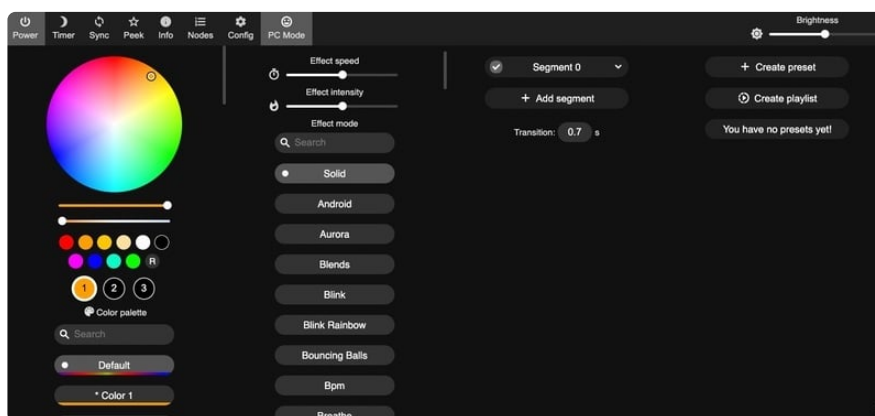 Power Timer Sync Peek Info Nodes Config PC Mode
Brightness
R
1 2 3
Color palette
Search
Default
* Color 1
Effect speed
Effect intensity
Effect mode
Search
Solid
Android
Aurora
Blends
Blink
Blink Rainbow
Bouncing Balls
Bpm
Breathe
Segment 0
+ Add segment
Transition: 0.7 s
+ Create preset
Create playlist
You have no presets yet!